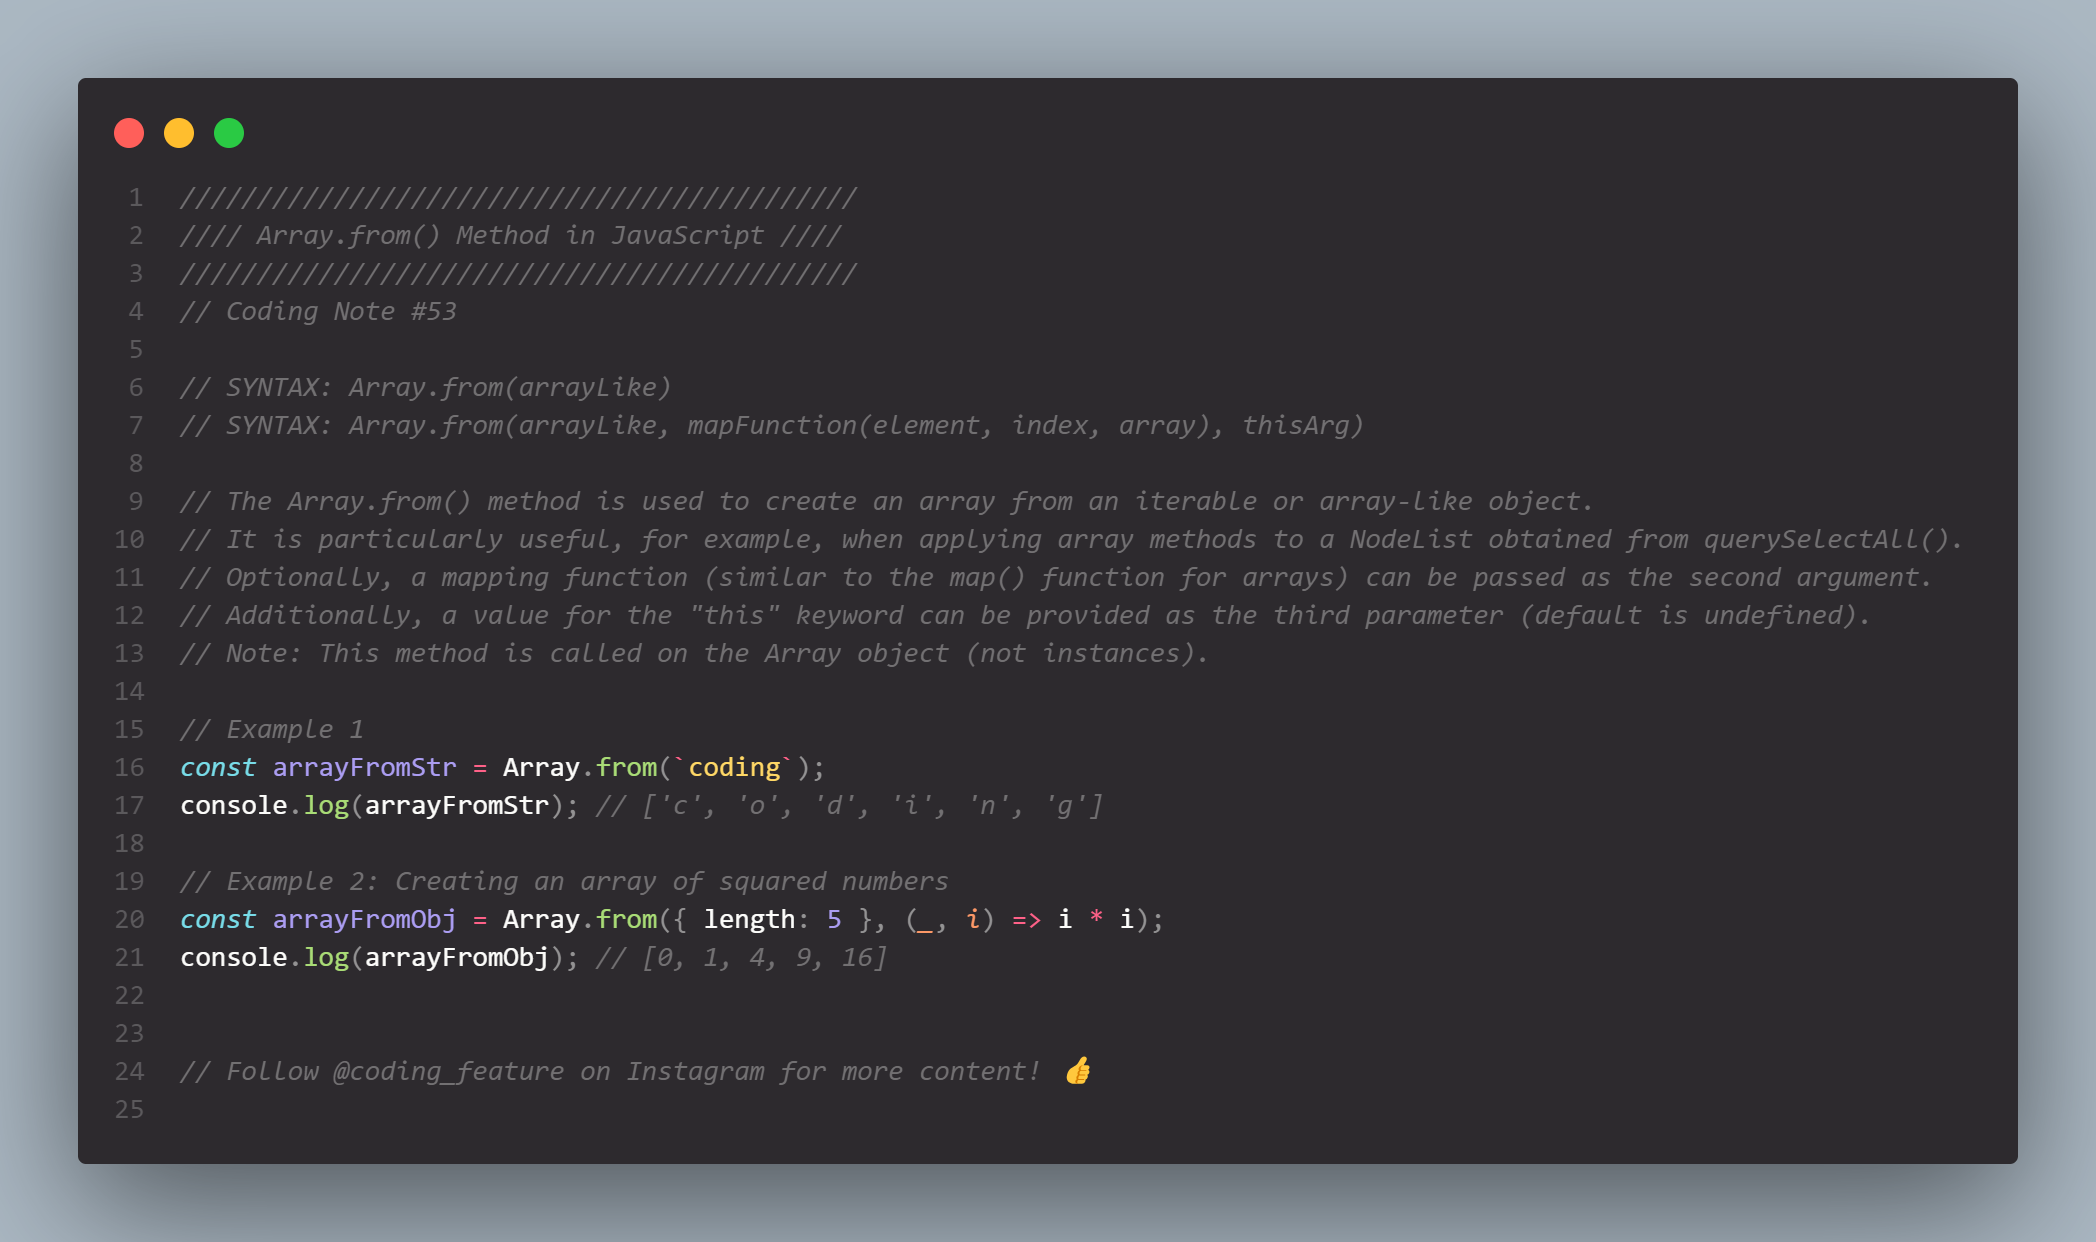 1 ////////////////////////////////////////////
2 //// Array.from() Method in JavaScript ////
3 ////////////////////////////////////////////
4 // Coding Note #53
5
6 // SYNTAX: Array.from(arrayLike)
7 // SYNTAX: Array.from(arrayLike, mapFunction(element, index, array), thisArg)
8
9 // The Array.from() method is used to create an array from an iterable or array-like object.
10 // It is particularly useful, for example, when applying array methods to a NodeList obtained from querySelectAll().
11 // Optionally, a mapping function (similar to the map() function for arrays) can be passed as the second argument.
12 // Additionally, a value for the "this" keyword can be provided as the third parameter (default is undefined).
13 // Note: This method is called on the Array object (not instances).
14
15 // Example 1
16 const arrayFromStr = Array.from(`coding`);
17 console.log(arrayFromStr); // ['c', 'o', 'd', 'i', 'n', 'g']
18
19 // Example 2: Creating an array of squared numbers
20 const arrayFromObj = Array.from({ length: 5 }, (_, i) => i * i);
21 console.log(arrayFromObj); // [0, 1, 4, 9, 16]
22
23
24 // Follow @coding_feature on Instagram for more content! 👍
25